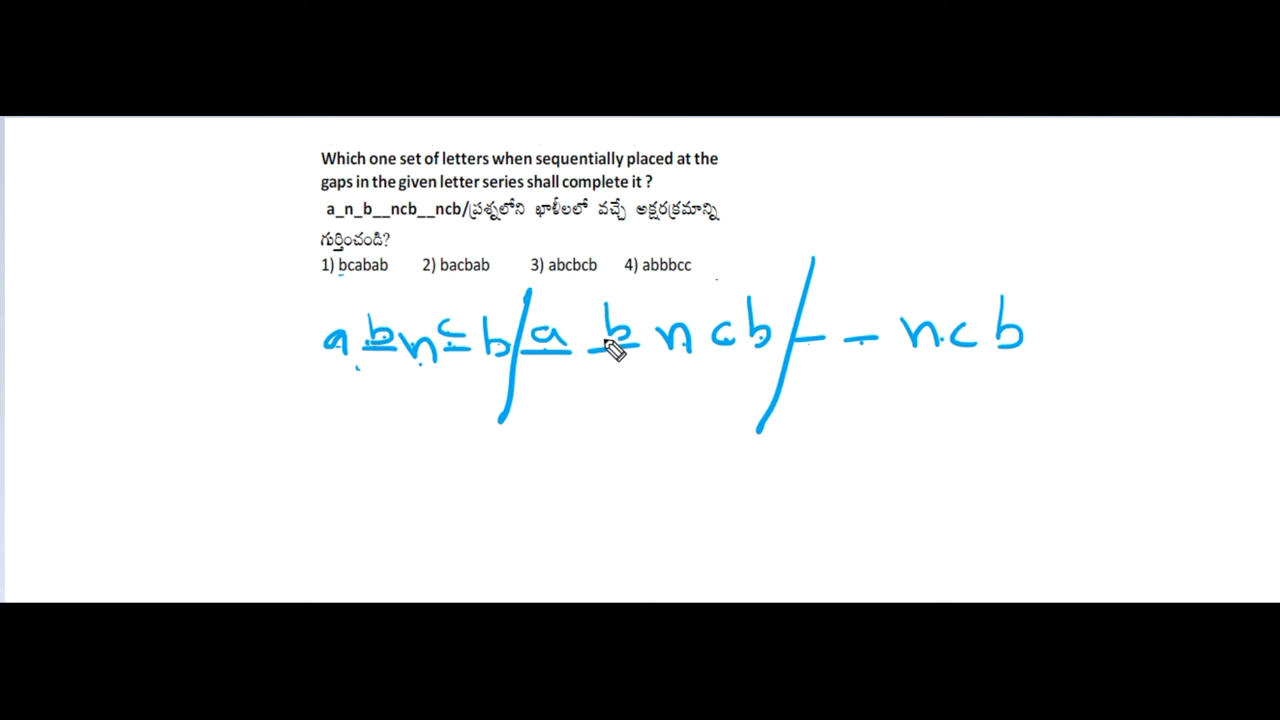 Which one set of letters when sequentially placed at the
gaps in the given letter series shall complete it ?
a_n_b__ncb__ncb/ప్రశ్నలోని ఖాళీలలో వచ్చే అక్షరక్రమాన్ని
గుర్తించండి?
1) bcabab 2) bacbab 3) abcbcb 4) abbbcc
a b n c b / a b n c b / _ _ n c b